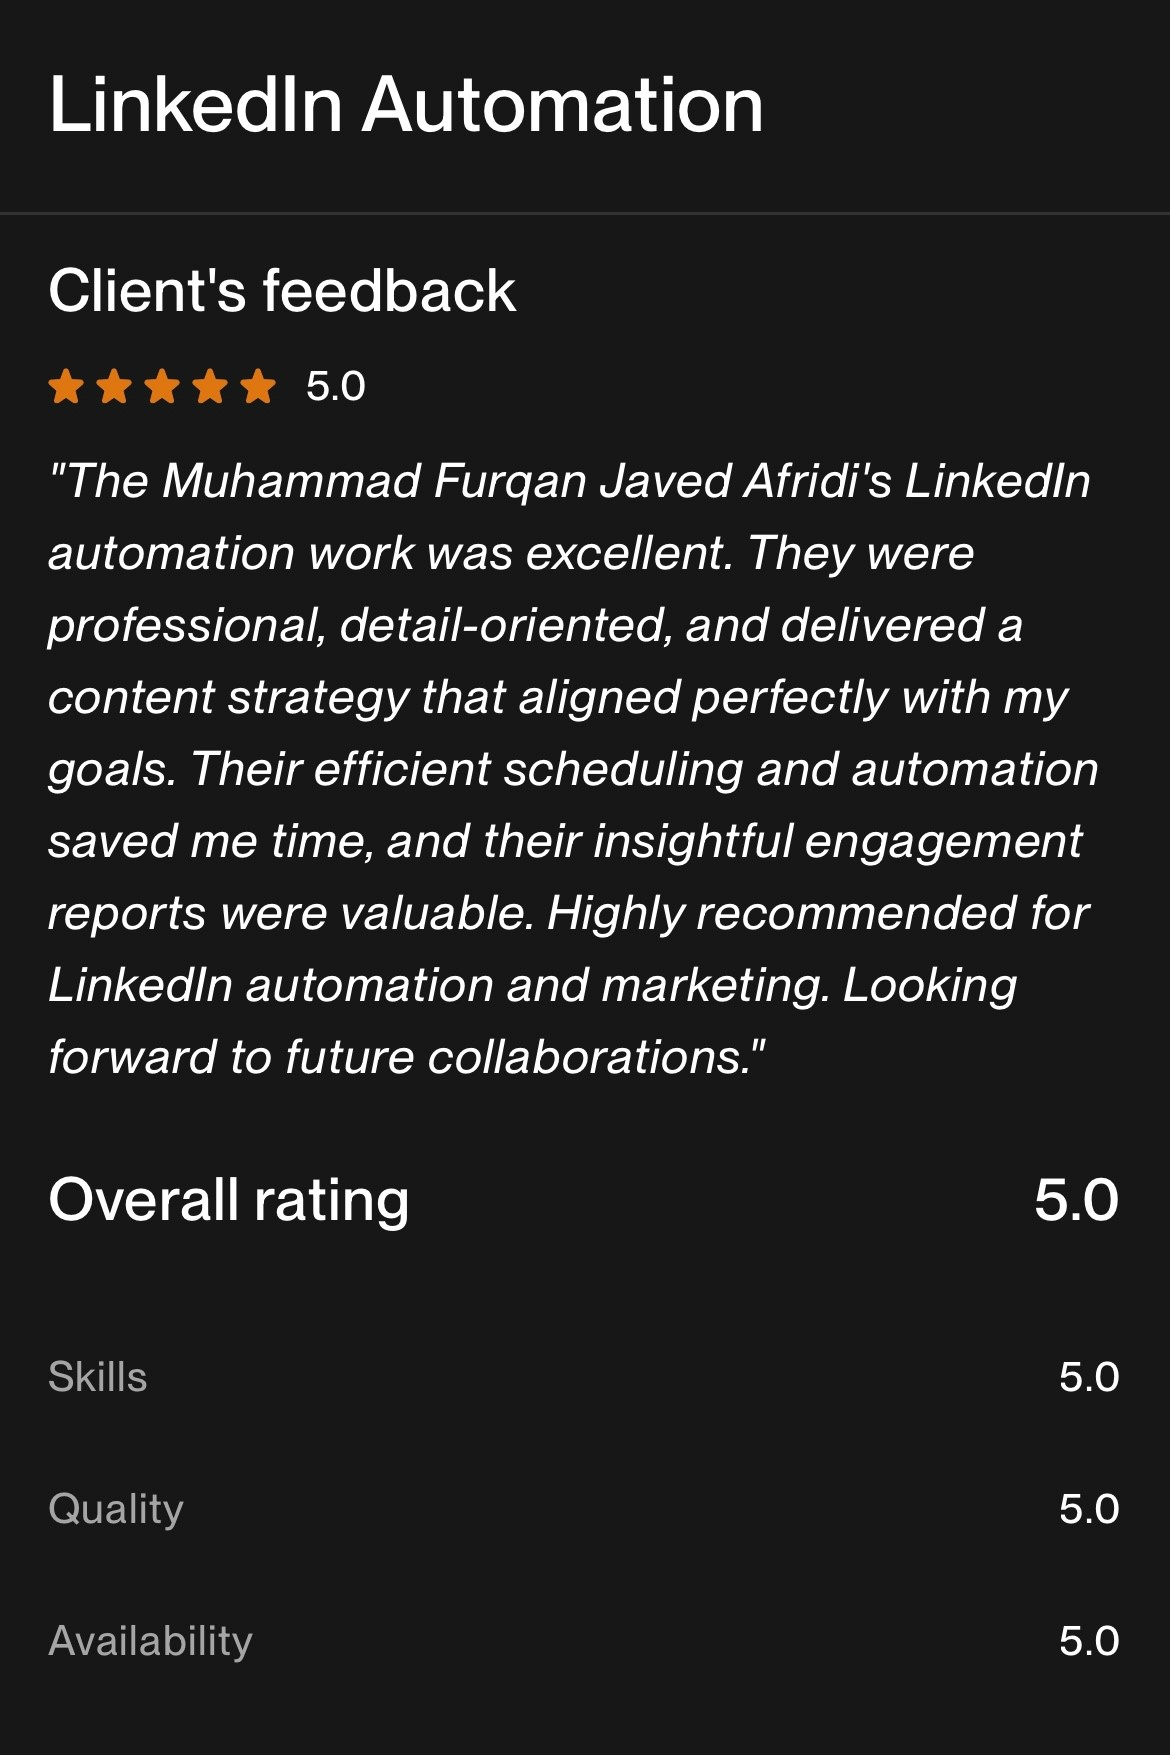 LinkedIn Automation
Client's feedback
5.0
"The Muhammad Furqan Javed Afridi's LinkedIn
automation work was excellent. They were
professional, detail-oriented, and delivered a
content strategy that aligned perfectly with my
goals. Their efficient scheduling and automation
saved me time, and their insightful engagement
reports were valuable. Highly recommended for
LinkedIn automation and marketing. Looking
forward to future collaborations."
Overall rating 5.0
Skills 5.0
Quality 5.0
Availability 5.0